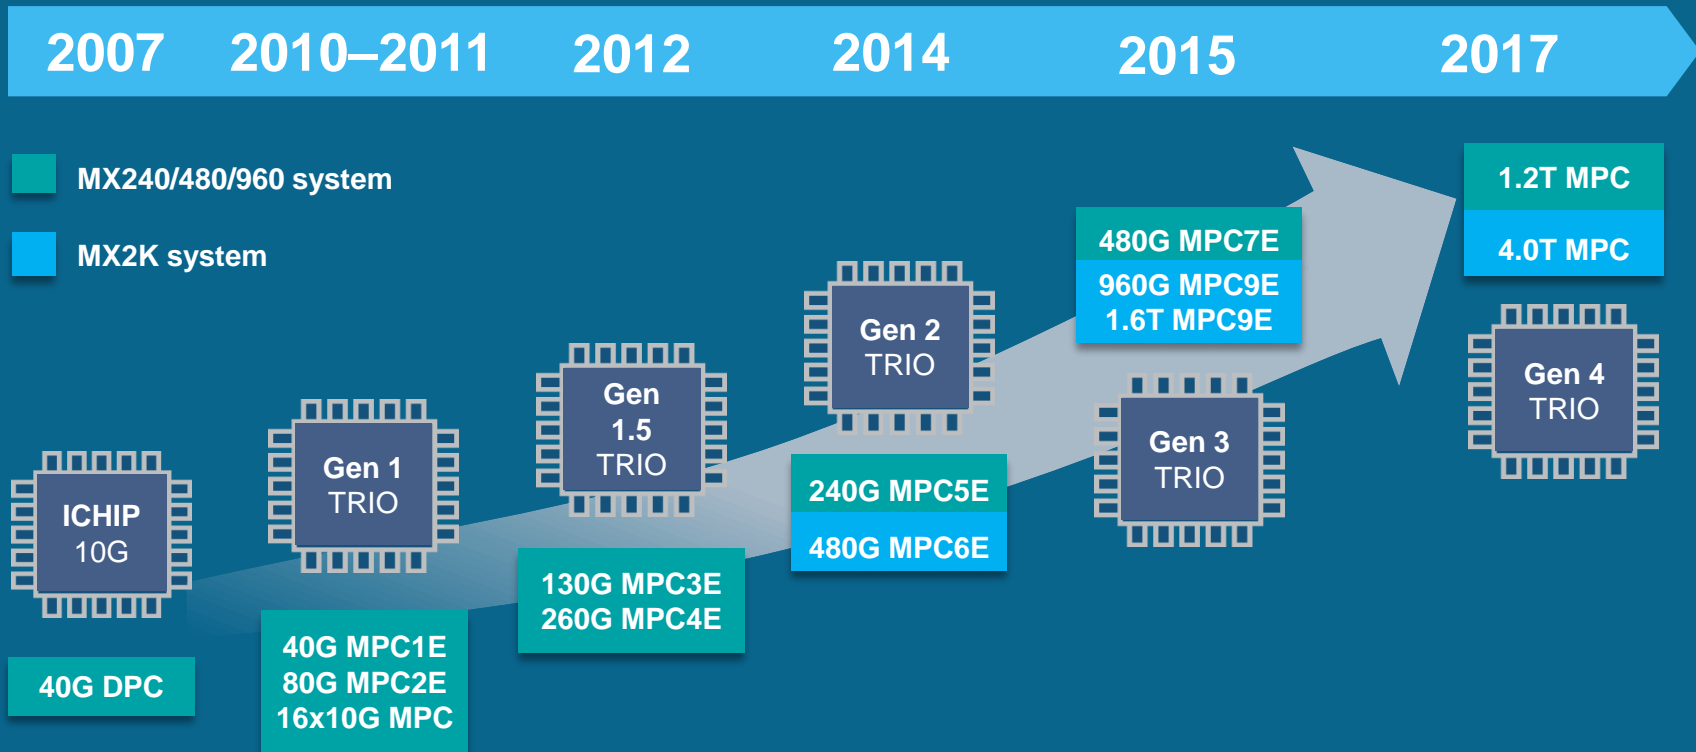 2007
2010–2011
2012
2014
2015
2017
MX240/480/960 system
MX2K system
ICHIP
10G
40G DPC
Gen 1
TRIO
40G MPC1E
80G MPC2E
16x10G MPC
Gen
1.5
TRIO
130G MPC3E
260G MPC4E
Gen 2
TRIO
240G MPC5E
480G MPC6E
480G MPC7E
960G MPC9E
1.6T MPC9E
Gen 3
TRIO
1.2T MPC
4.0T MPC
Gen 4
TRIO